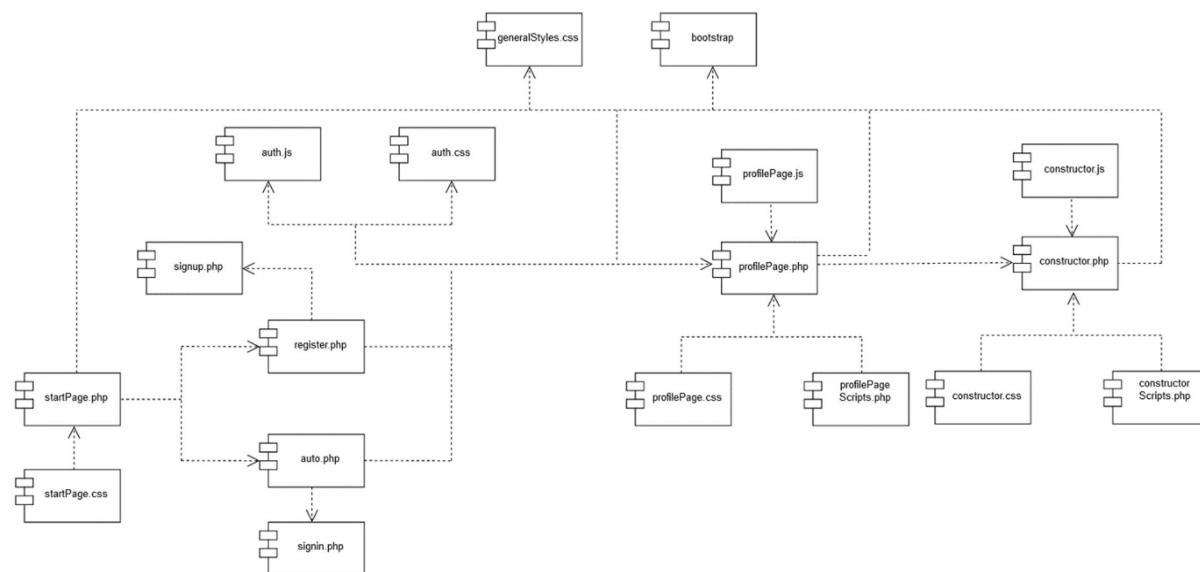 generalStyles.css
bootstrap
auth.js
auth.css
profilePage.js
constructor.js
signup.php
profilePage.php
constructor.php
register.php
startPage.php
profilePage.css
profilePage
Scripts.php
constructor.css
constructor
Scripts.php
auto.php
startPage.css
signin.php